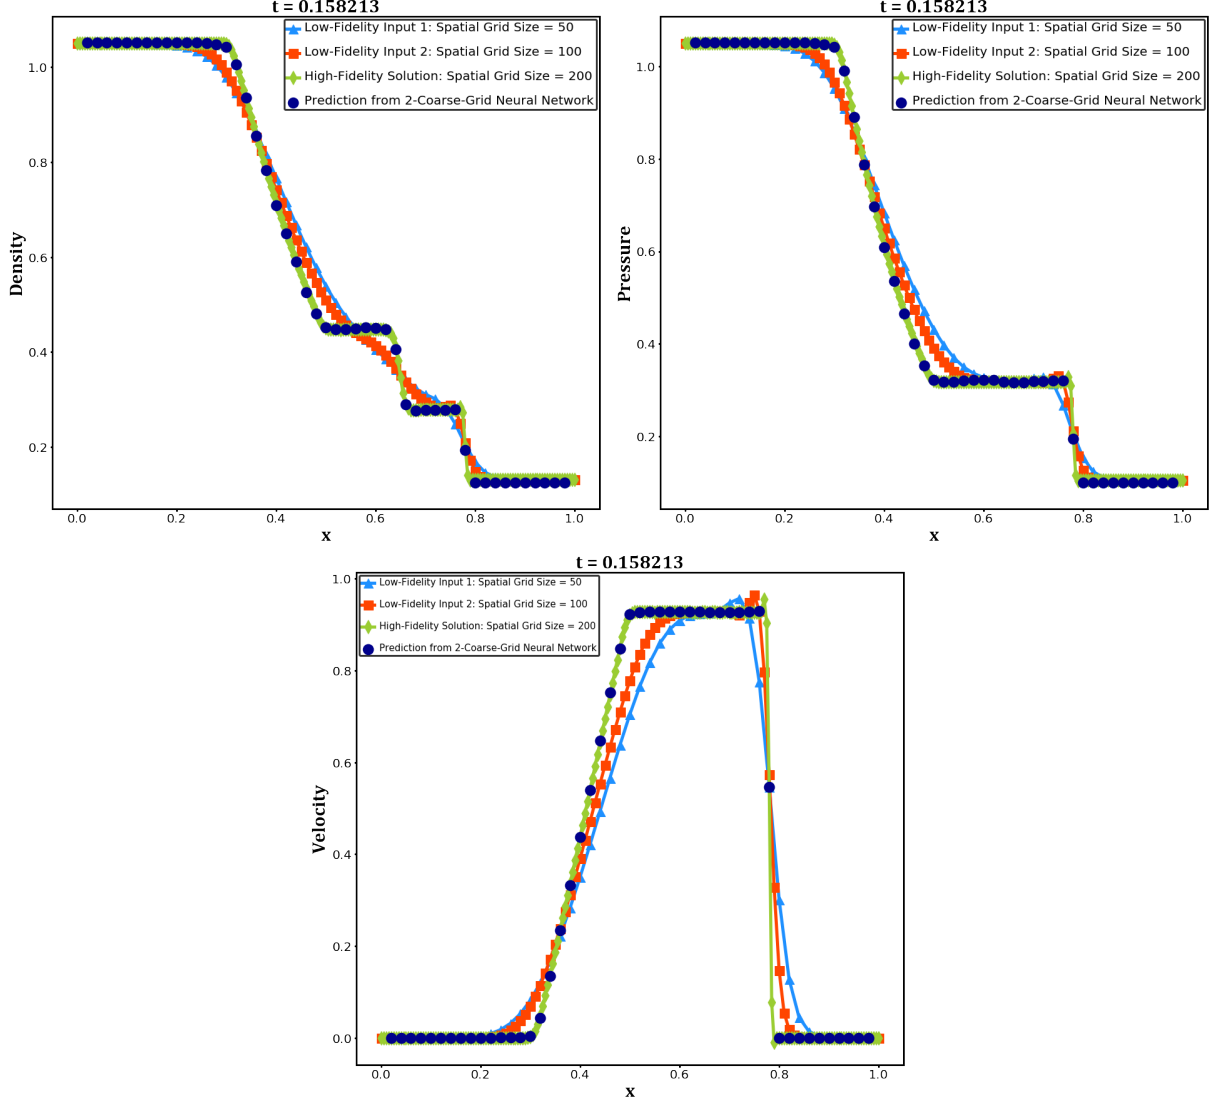 t = 0.158213
Low-Fidelity Input 1: Spatial Grid Size = 50
Low-Fidelity Input 2: Spatial Grid Size = 100
High-Fidelity Solution: Spatial Grid Size = 200
Prediction from 2-Coarse-Grid Neural Network
Density
1.0
0.8
0.6
0.4
0.2
0.0 0.2 0.4 0.6 0.8 1.0
x
t = 0.158213
Low-Fidelity Input 1: Spatial Grid Size = 50
Low-Fidelity Input 2: Spatial Grid Size = 100
High-Fidelity Solution: Spatial Grid Size = 200
Prediction from 2-Coarse-Grid Neural Network
Pressure
1.0
0.8
0.6
0.4
0.2
0.0 0.2 0.4 0.6 0.8 1.0
x
t = 0.158213
Low-Fidelity Input 1: Spatial Grid Size = 50
Low-Fidelity Input 2: Spatial Grid Size = 100
High-Fidelity Solution: Spatial Grid Size = 200
Prediction from 2-Coarse-Grid Neural Network
Velocity
1.0
0.8
0.6
0.4
0.2
0.0
0.0 0.2 0.4 0.6 0.8 1.0
x